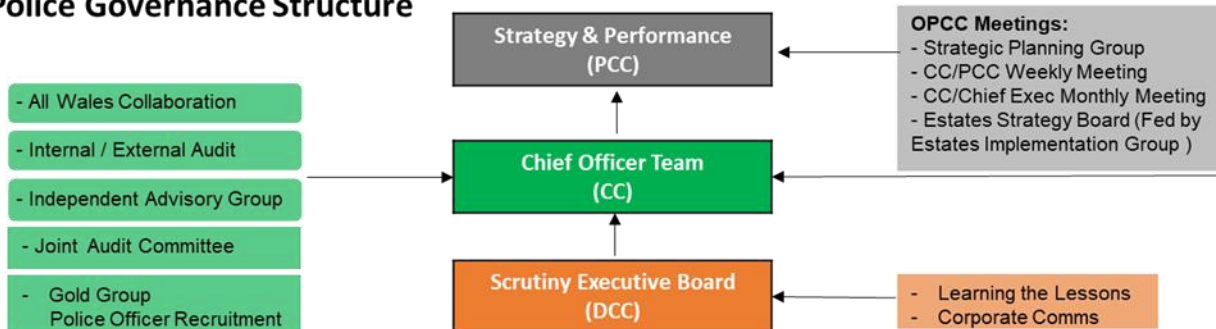 Police Governance Structure
Strategy & Performance
(PCC)
OPCC Meetings:
- Strategic Planning Group
- CC/PCC Weekly Meeting
- CC/Chief Exec Monthly Meeting
- Estates Strategy Board (Fed by
Estates Implementation Group )
- All Wales Collaboration
- Internal / External Audit
- Independent Advisory Group
- Joint Audit Committee
- Gold Group
Police Officer Recruitment
Chief Officer Team
(CC)
Scrutiny Executive Board
(DCC)
- Learning the Lessons
- Corporate Comms